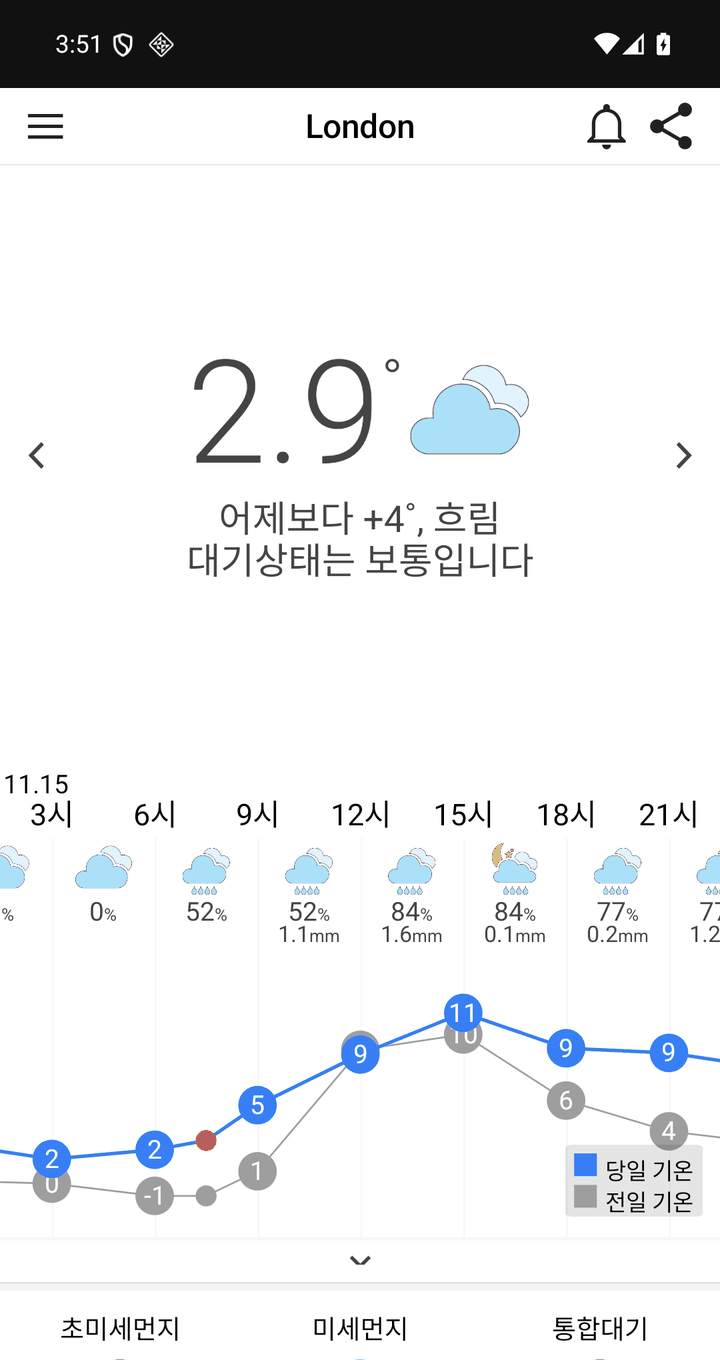 3:51
London
2.9°
어제보다 +4°, 흐림
대기상태는 보통입니다
11.15
3시 6시 9시 12시 15시 18시 21시
% 0% 52% 52% 84% 84% 77% 77
1.1mm 1.6mm 0.1mm 0.2mm 1.2
11
10
9 9 9
6
5
4
2 2
1
0 -1
당일 기온
전일 기온
초미세먼지 미세먼지 통합대기